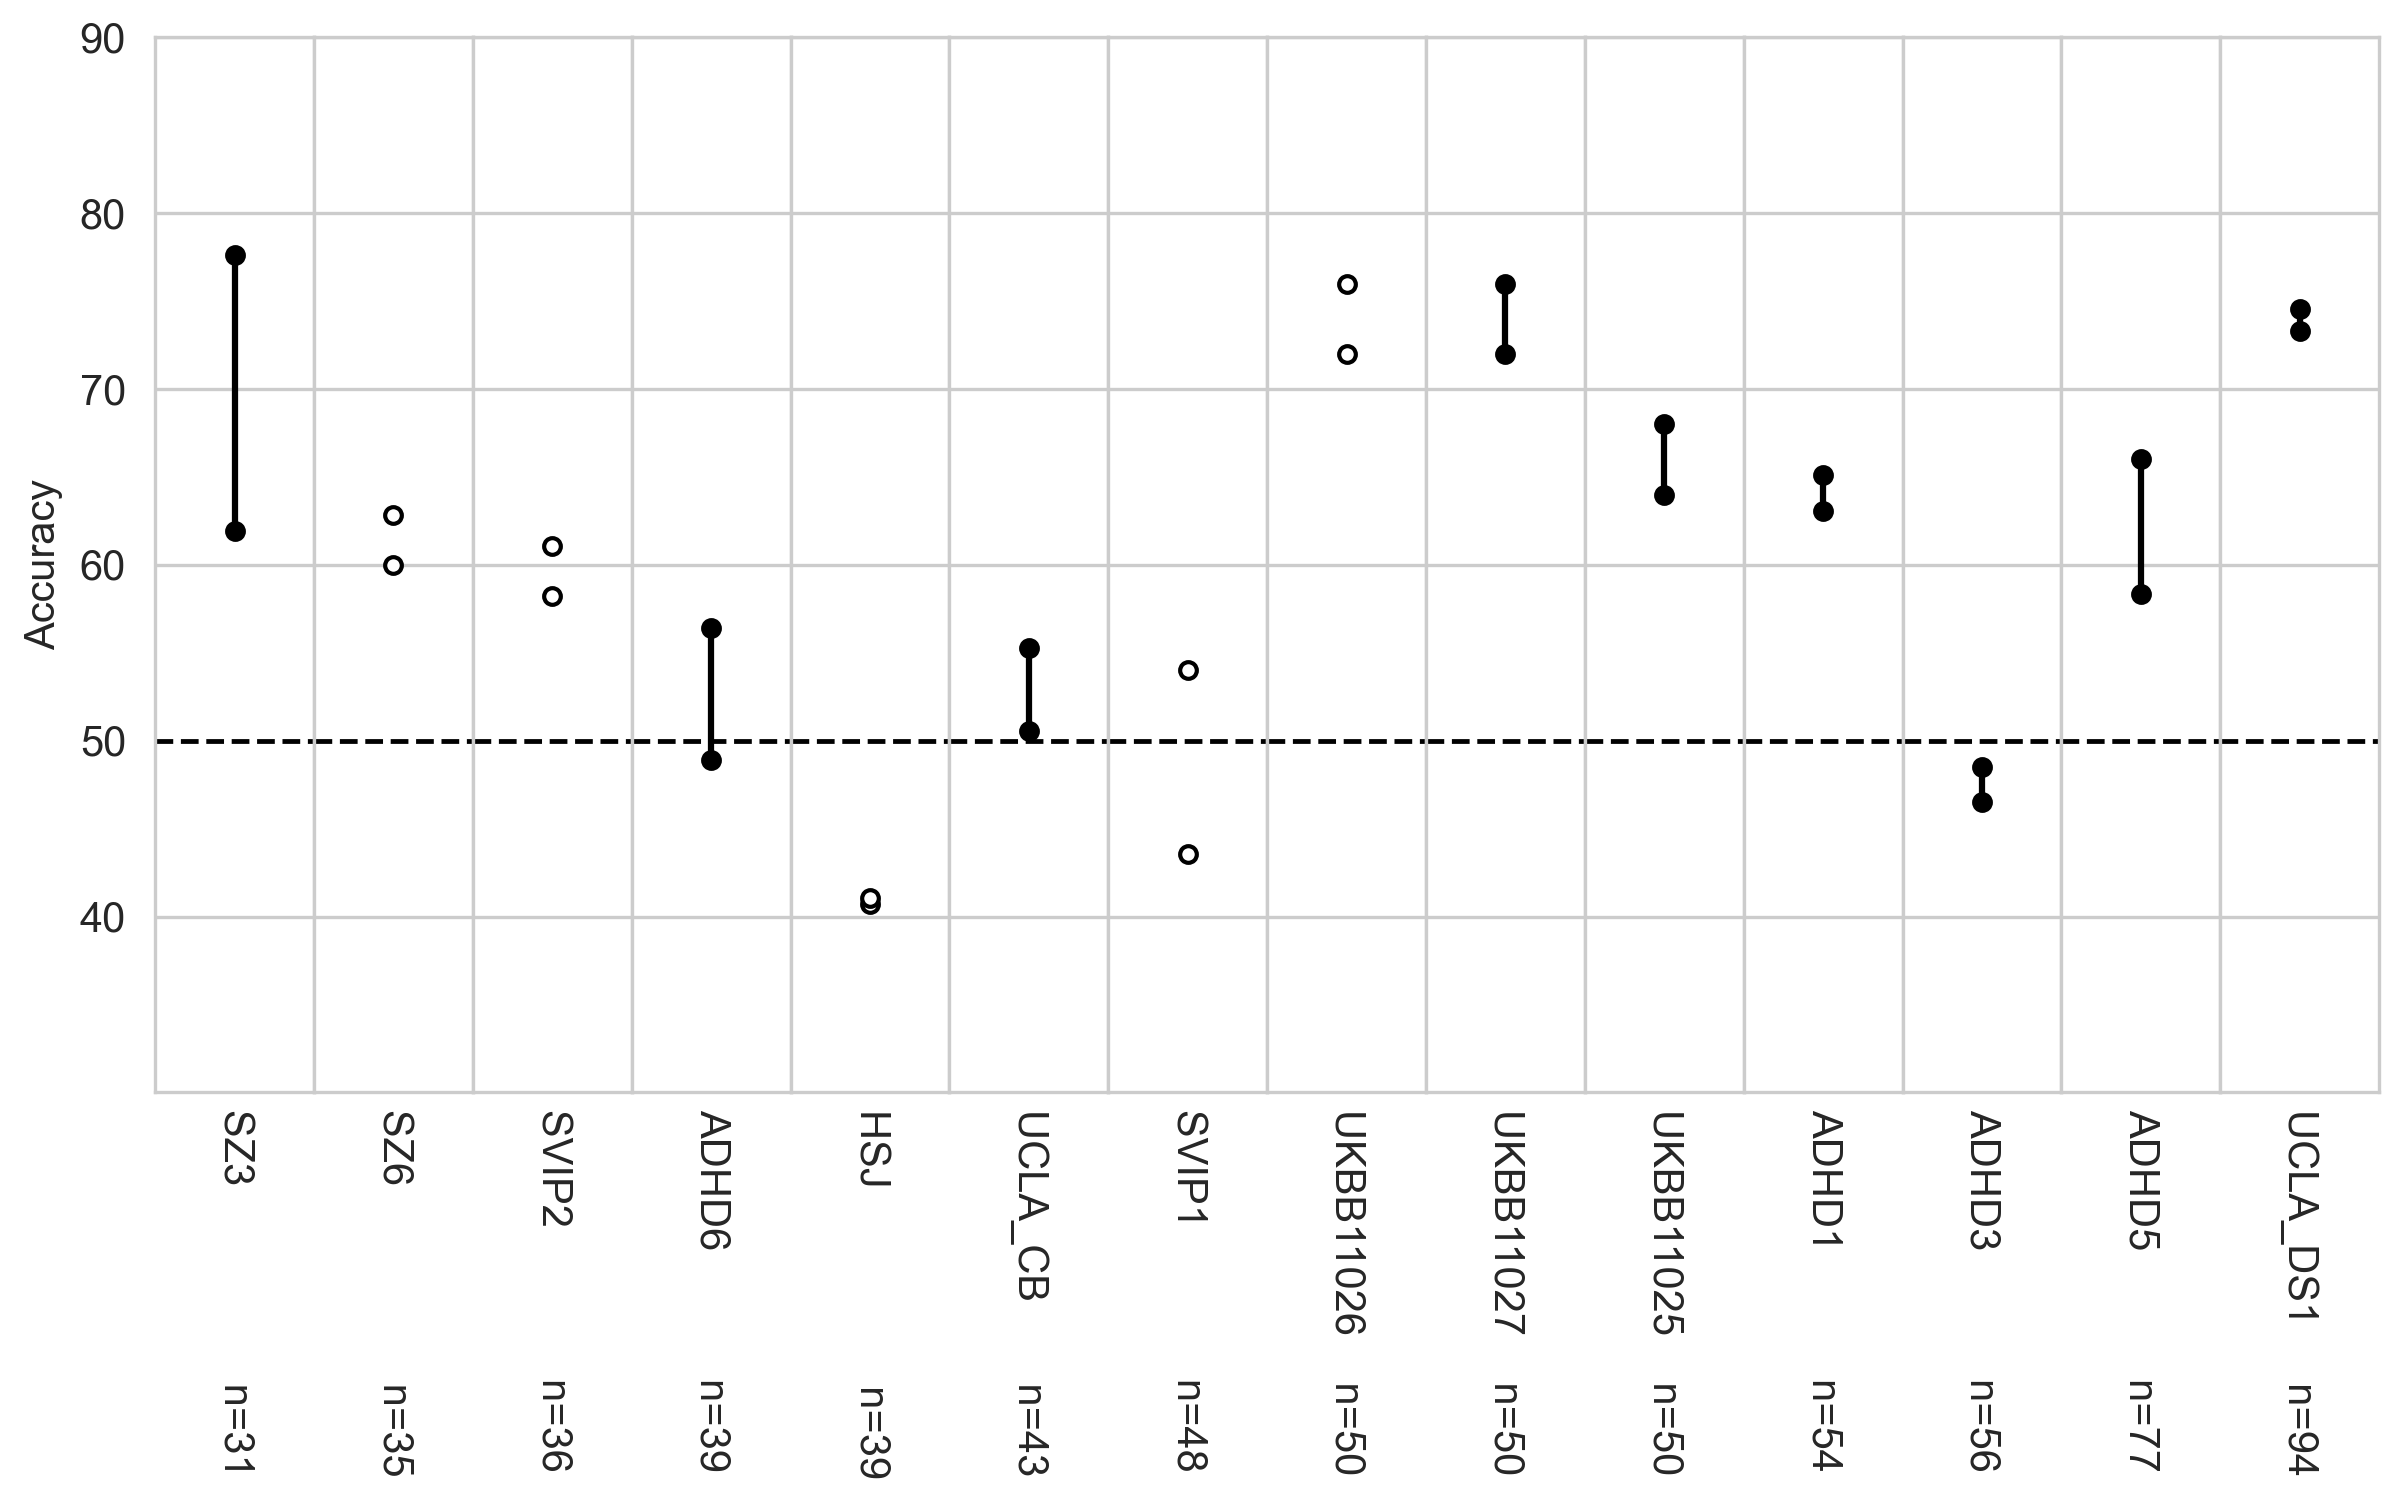 90
80
70
60
50
40
Accuracy
SZ3 n=31
SZ6 n=35
SVIP2 n=36
ADHD6 n=39
HSJ n=39
UCLA_CB n=43
SVIP1 n=48
UKBB11026 n=50
UKBB11027 n=50
UKBB11025 n=50
ADHD1 n=54
ADHD3 n=56
ADHD5 n=77
UCLA_DS1 n=94